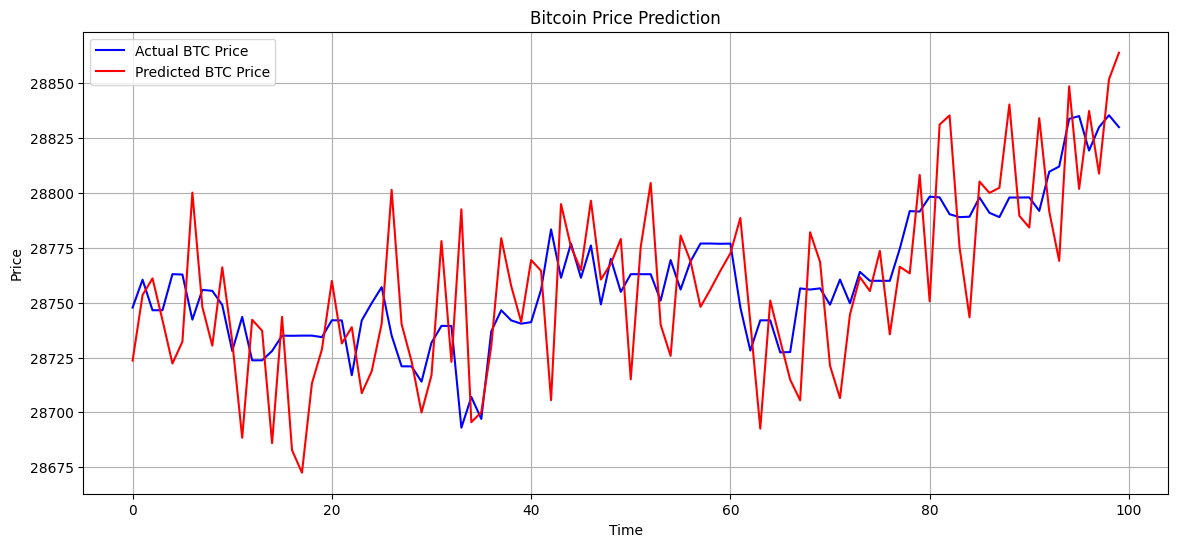 Bitcoin Price Prediction
Actual BTC Price
Predicted BTC Price
Price
28850
28825
28800
28775
28750
28725
28700
28675
0 20 40 60 80 100
Time